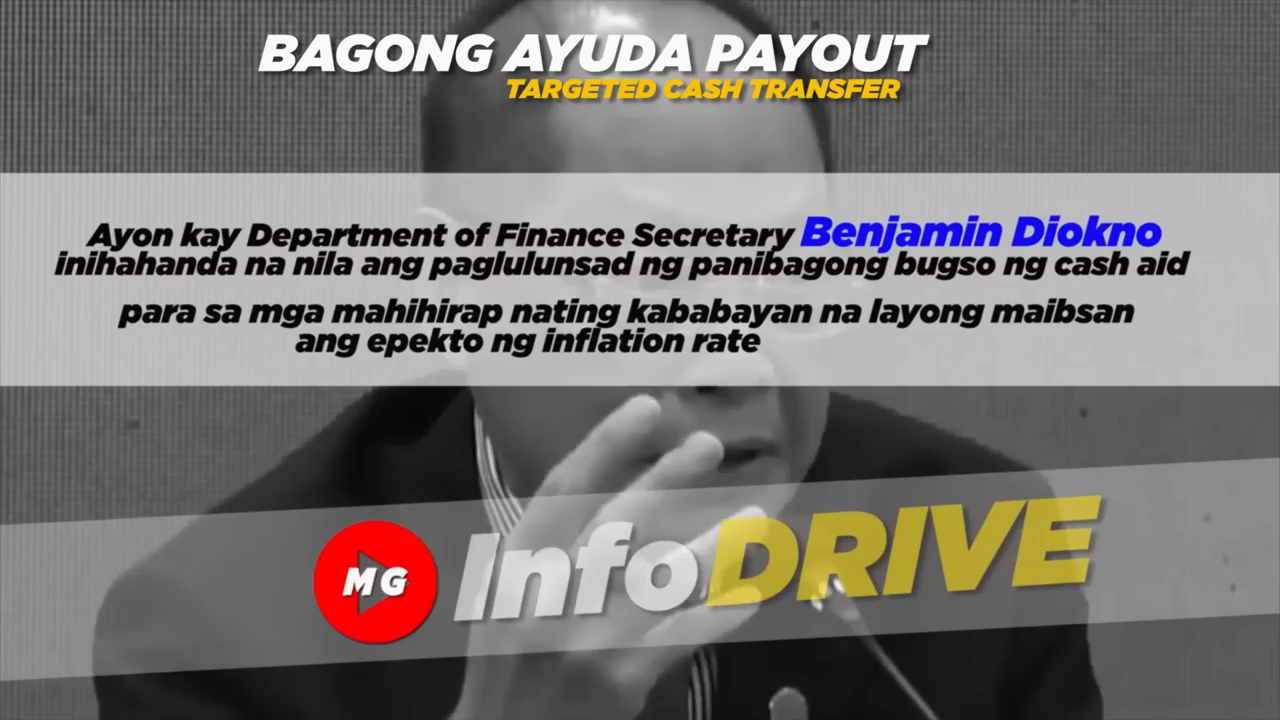 BAGONG AYUDA PAYOUT
TARGETED CASH TRANSFER
Ayon kay Department of Finance Secretary Benjamin Diokno
inihahanda na nila ang paglulunsad ng panibagong bugso ng cash aid
para sa mga mahihirap nating kababayan na layong maibsan
ang epekto ng inflation rate
MG InfoDRIVE